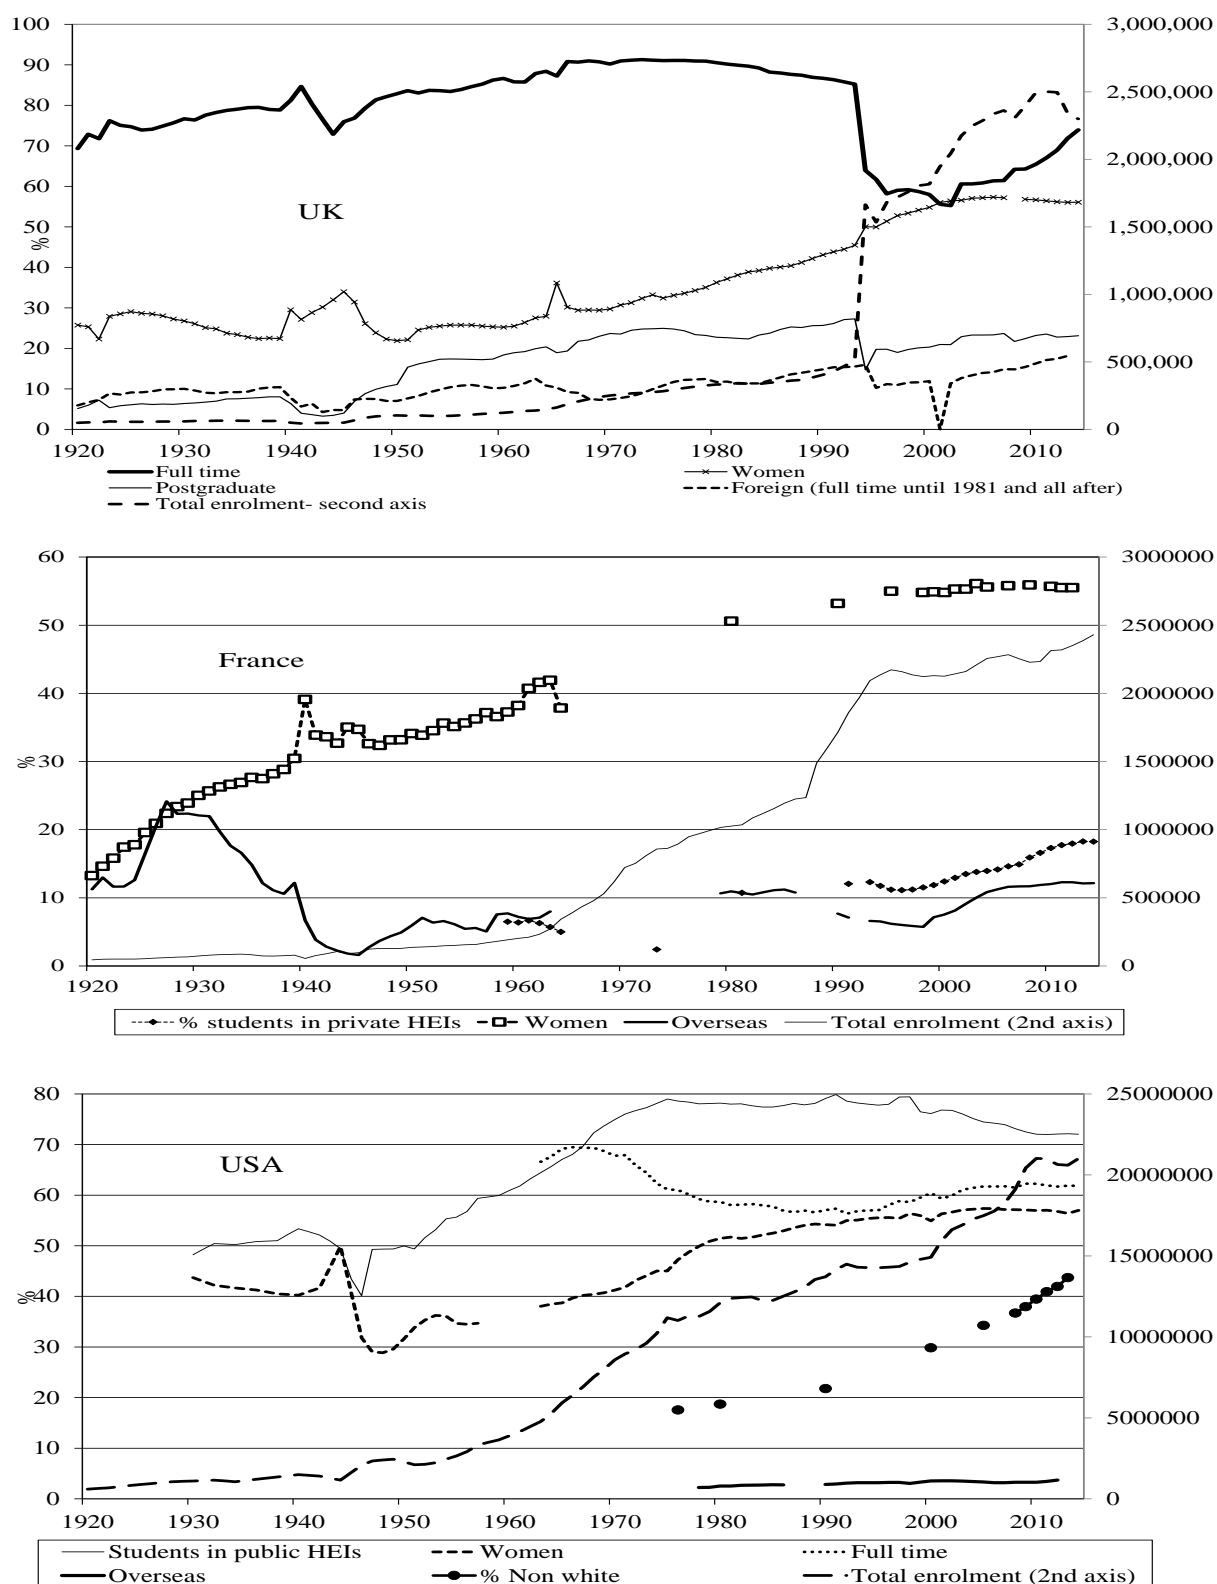 100 3,000,000
90
80 2,500,000
70 2,000,000
60
UK
50 1,500,000
%
40
30 1,000,000
20 500,000
10
0 0
1920 1930 1940 1950 1960 1970 1980 1990 2000 2010
Full time Women
Postgraduate Foreign (full time until 1981 and all after)
Total enrolment- second axis
60 3000000
50 2500000
France
40 2000000
% 30 1500000
20 1000000
10 500000
0 0
1920 1930 1940 1950 1960 1970 1980 1990 2000 2010
% students in private HEIs Women Overseas Total enrolment (2nd axis)
80 25000000
70
USA 20000000
60
50 15000000
% 40
10000000
30
20 5000000
10
0 0
1920 1930 1940 1950 1960 1970 1980 1990 2000 2010
Students in public HEIs Women Full time
Overseas % Non white Total enrolment (2nd axis)